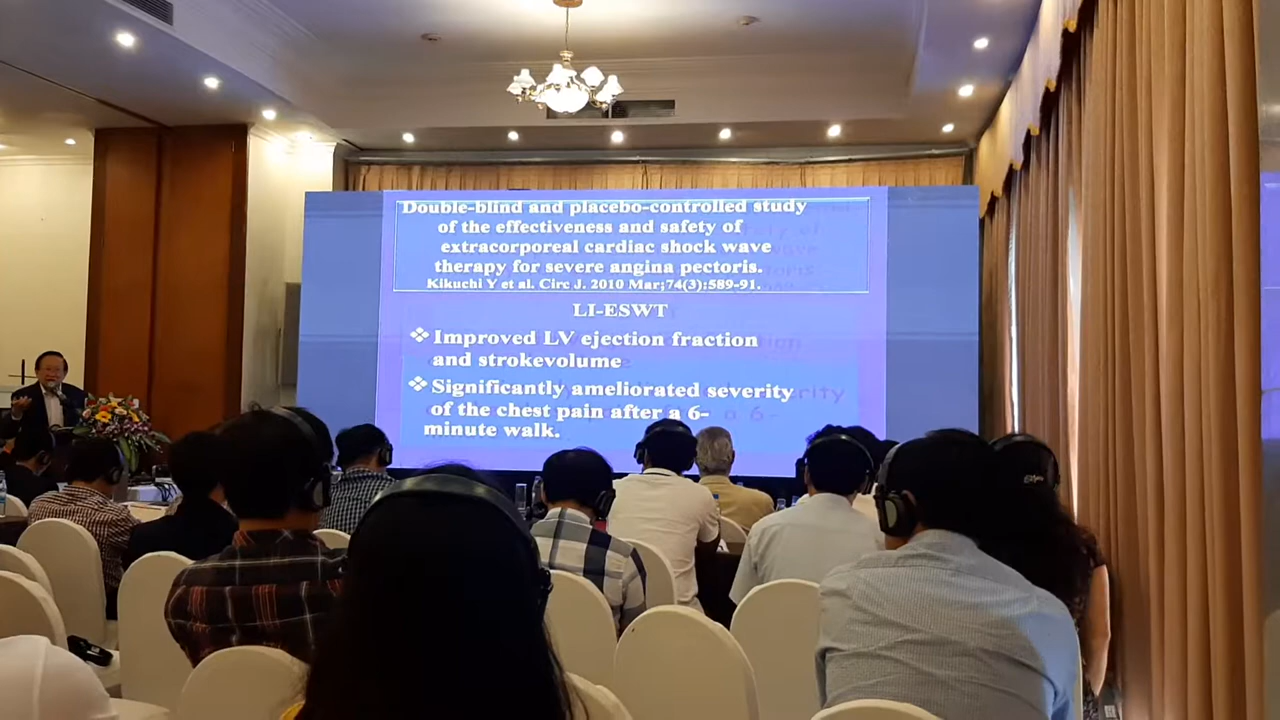 Double-blind and placebo-controlled study
of the effectiveness and safety of
extracorporeal cardiac shock wave
therapy for severe angina pectoris.
Kikuchi Y et al. Circ J. 2010 Mar;74(3):589-91.
LI-ESWT
❖ Improved LV ejection fraction
and strokevolume
❖ Significantly ameliorated severity
of the chest pain after a 6-
minute walk.